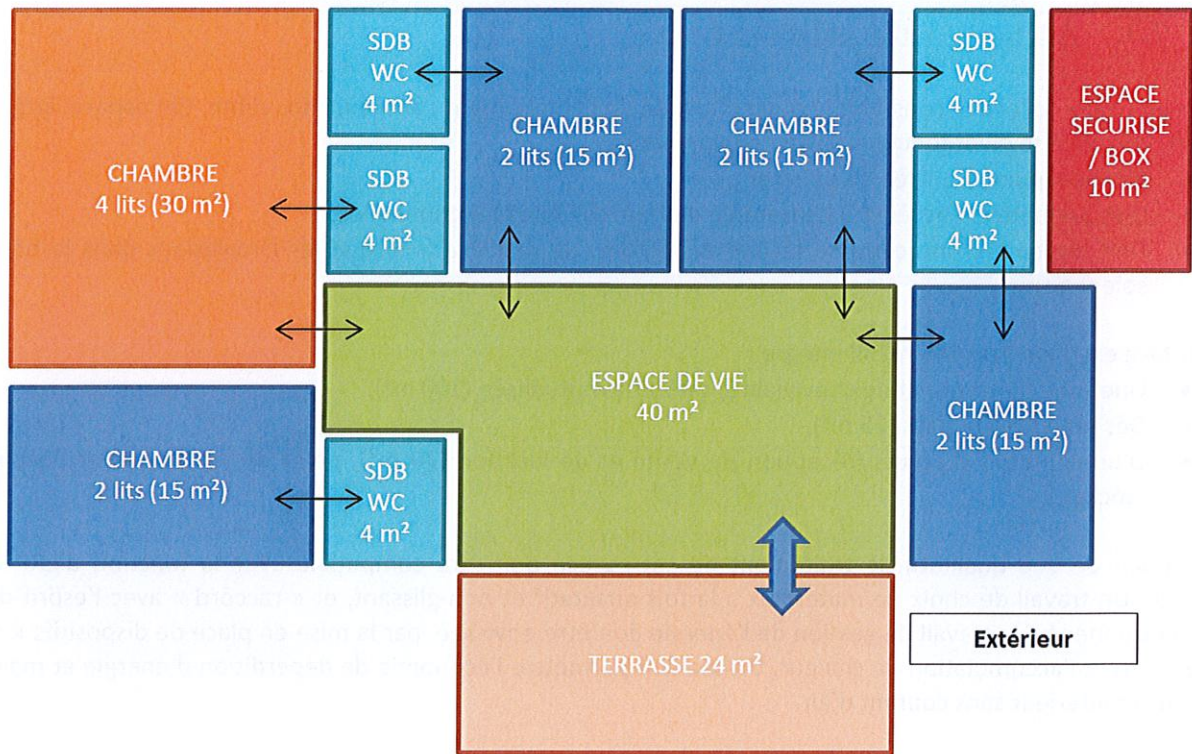 SDB
WC
4 m²
CHAMBRE
2 lits (15 m²)
CHAMBRE
2 lits (15 m²)
SDB
WC
4 m²
ESPACE
SECURISE
/ BOX
10 m²
CHAMBRE
4 lits (30 m²)
SDB
WC
4 m²
SDB
WC
4 m²
ESPACE DE VIE
40 m²
CHAMBRE
2 lits (15 m²)
CHAMBRE
2 lits (15 m²)
SDB
WC
4 m²
TERRASSE 24 m²
Extérieur